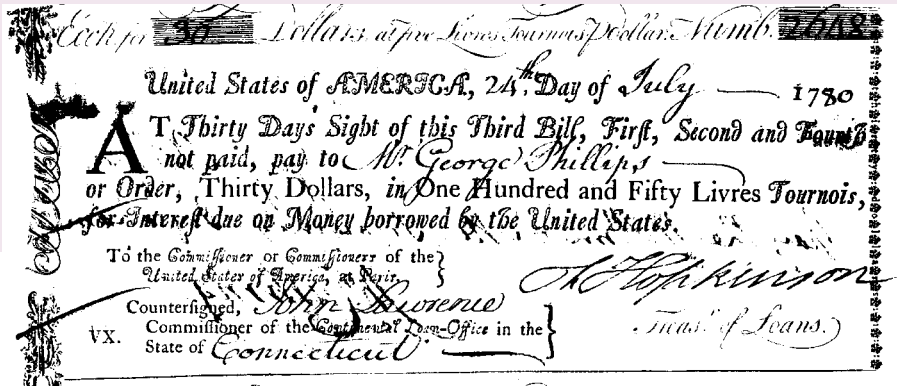 Exch for 30 Dollars, at five Livres Tournois p Dollar. Numb. 2668
United States of AMERICA, 24th Day of July 1780
AT Thirty Days Sight of this Third Bill, First, Second and Fourth
not paid, pay to Mr George Phillips
or Order, Thirty Dollars, in One Hundred and Fifty Livres Tournois,
for Interest due on Money borrowed by the United States.
To the Commissioner or Commissioners of the
United States of America, at Paris.
Hopkinson
Countersigned, John Lawrence
Treasr of Loans.
VX. Commissioner of the Continental Loan-Office in the
State of Connecticut